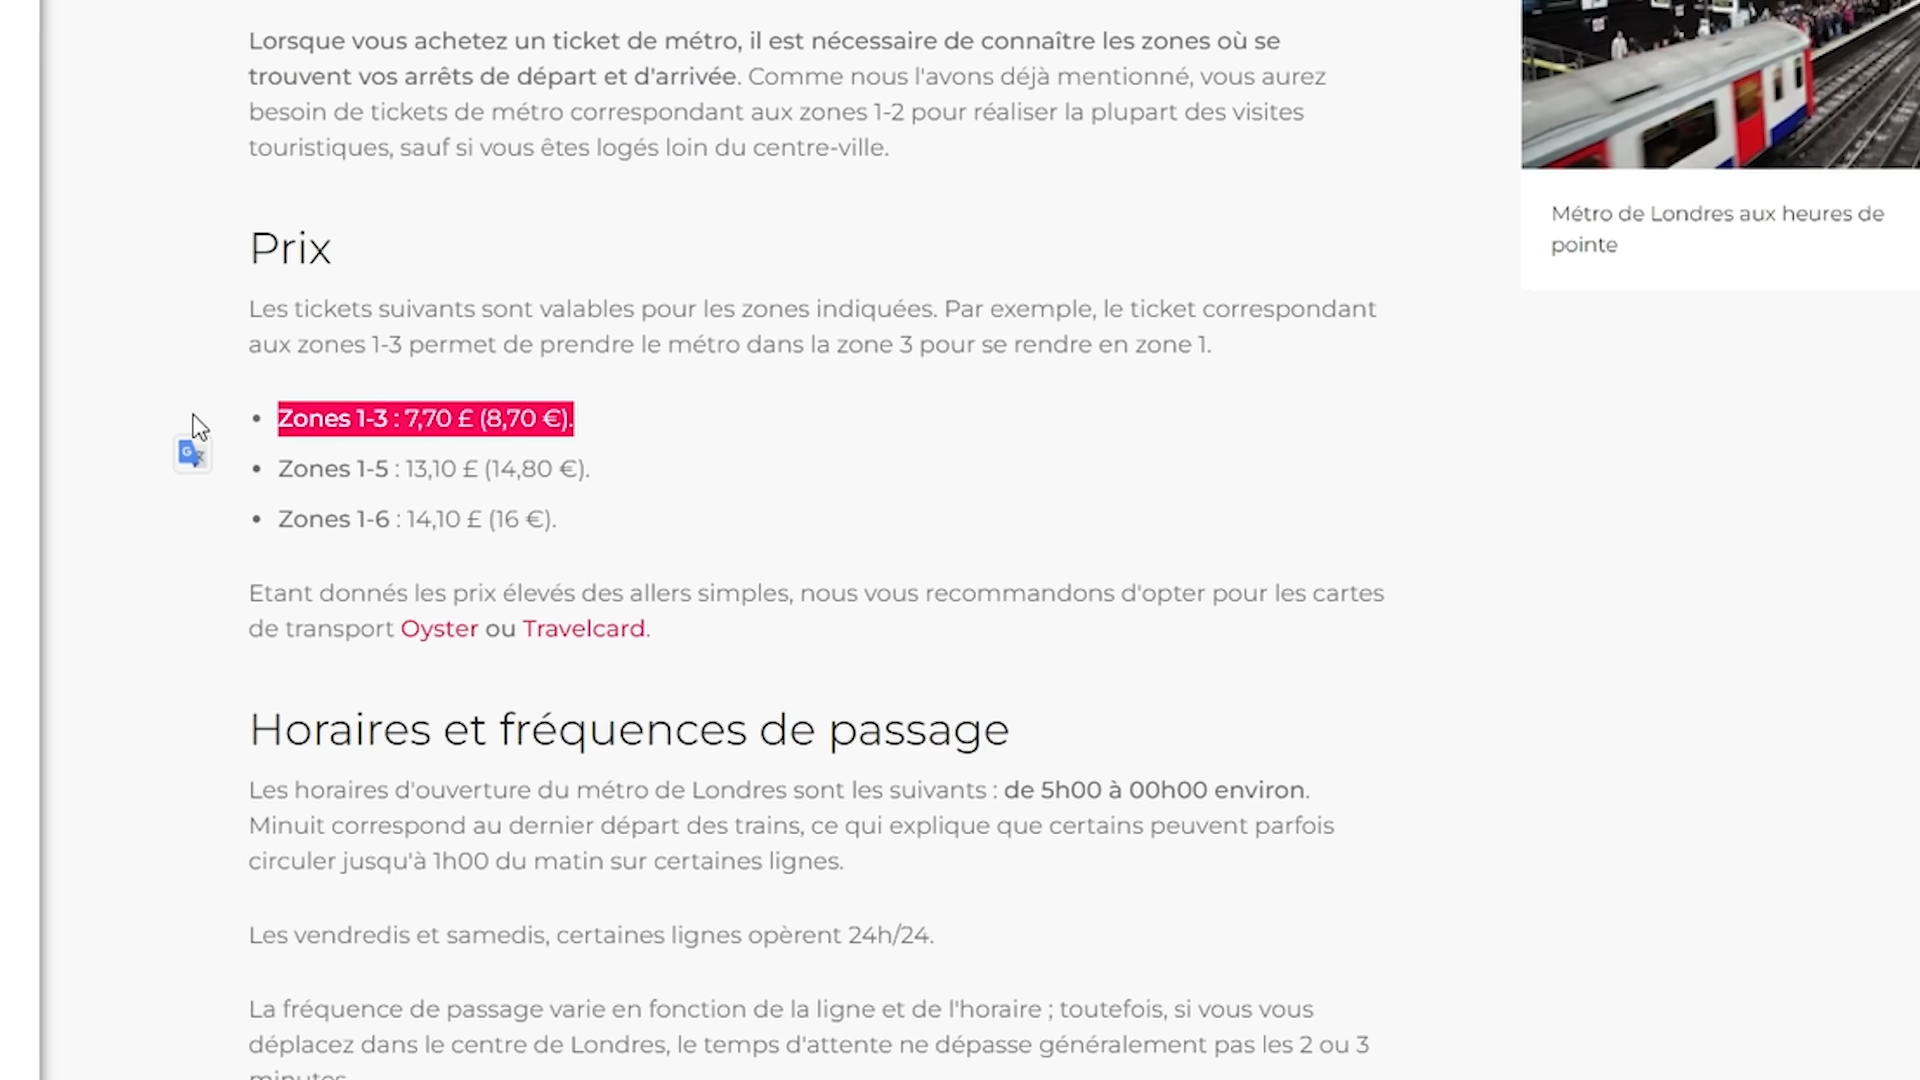 Lorsque vous achetez un ticket de métro, il est nécessaire de connaître les zones où se
trouvent vos arrêts de départ et d'arrivée. Comme nous l'avons déjà mentionné, vous aurez
besoin de tickets de métro correspondant aux zones 1-2 pour réaliser la plupart des visites
touristiques, sauf si vous êtes logés loin du centre-ville.
Prix
Les tickets suivants sont valables pour les zones indiquées. Par exemple, le ticket correspondant
aux zones 1-3 permet de prendre le métro dans la zone 3 pour se rendre en zone 1.
• Zones 1-3 : 7,70 £ (8,70 €).
• Zones 1-5 : 13,10 £ (14,80 €).
• Zones 1-6 : 14,10 £ (16 €).
Etant donnés les prix élevés des allers simples, nous vous recommandons d'opter pour les cartes
de transport Oyster ou Travelcard.
Horaires et fréquences de passage
Les horaires d'ouverture du métro de Londres sont les suivants : de 5h00 à 00h00 environ.
Minuit correspond au dernier départ des trains, ce qui explique que certains peuvent parfois
circuler jusqu'à 1h00 du matin sur certaines lignes.
Les vendredis et samedis, certaines lignes opèrent 24h/24.
La fréquence de passage varie en fonction de la ligne et de l'horaire ; toutefois, si vous vous
déplacez dans le centre de Londres, le temps d'attente ne dépasse généralement pas les 2 ou 3
minutes.
Métro de Londres aux heures de
pointe